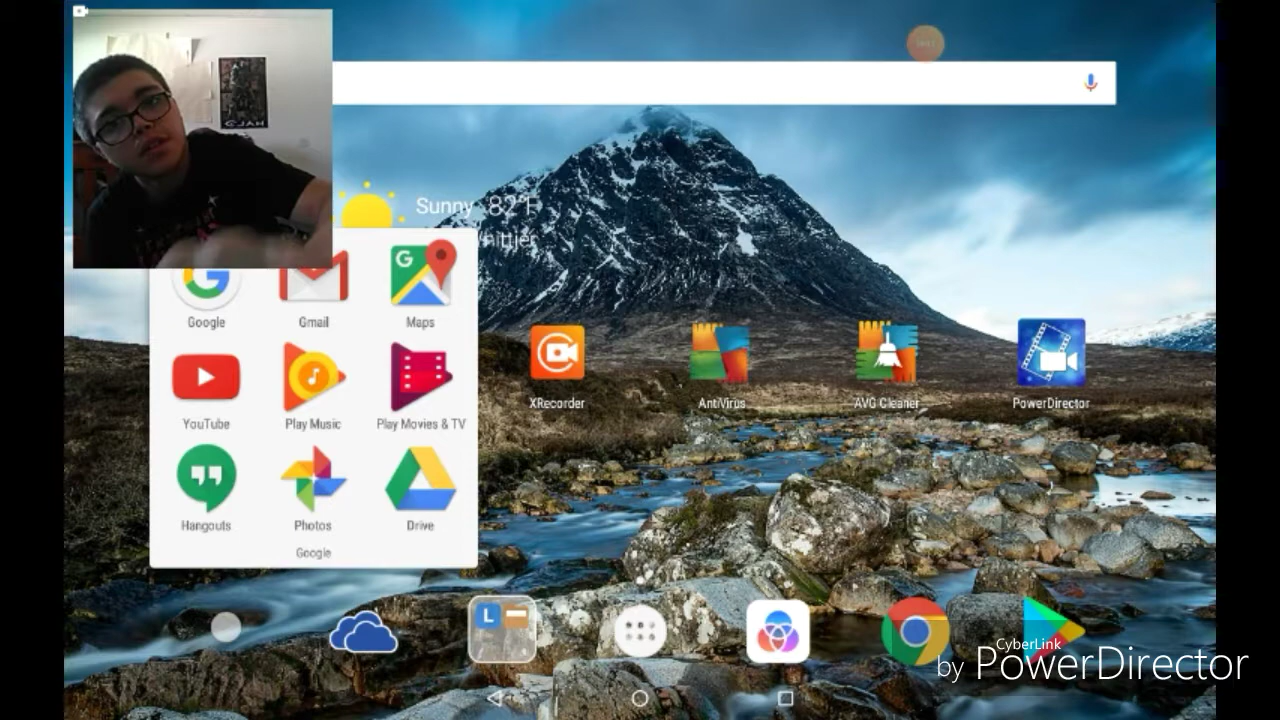 Sunny 82°F
Google
Gmail
Maps
YouTube
Play Music
Play Movies & TV
XRecorder
AntiVirus
AVG Cleaner
PowerDirector
Hangouts
Photos
Drive
Google
L
CyberLink
by PowerDirector